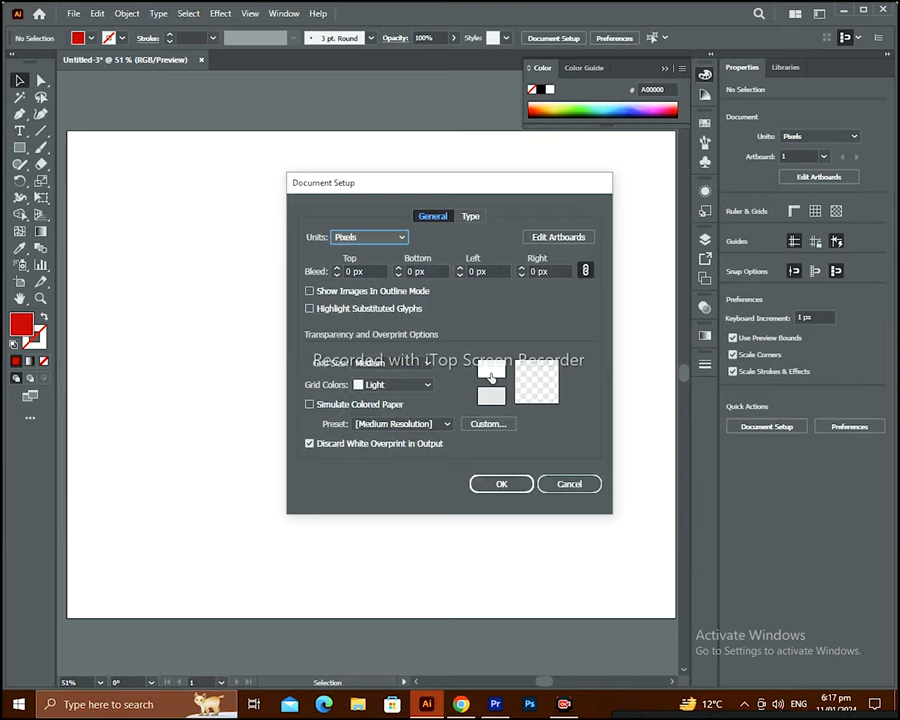 Ai File Edit Object Type Select Effect View Window Help
No Selection Stroke: 3 pt. Round Opacity: 100% Style: Document Setup Preferences
Untitled-3* @ 51 % (RGB/Preview) ×
Color Color Guide
# A00000
Properties Libraries
No Selection
Document
Units: Pixels
Artboard: 1
Edit Artboards
Ruler & Grids
Guides
Snap Options
Preferences
Keyboard Increment: 1 px
Use Preview Bounds
Scale Corners
Scale Strokes & Effects
Quick Actions
Document Setup Preferences
Document Setup
General Type
Units: Pixels Edit Artboards
Top Bottom Left Right
Bleed: 0 px 0 px 0 px 0 px
Show Images In Outline Mode
Highlight Substituted Glyphs
Transparency and Overprint Options
Recorded with iTop Screen Recorder
Grid Size: Medium
Grid Colors: Light
Simulate Colored Paper
Preset: [Medium Resolution] Custom...
Discard White Overprint in Output
OK Cancel
Activate Windows
Go to Settings to activate Windows.
51% 0° 1 Selection
Type here to search
Ai Pr Ps
12°C ENG 6:17 pm
11/01/2024